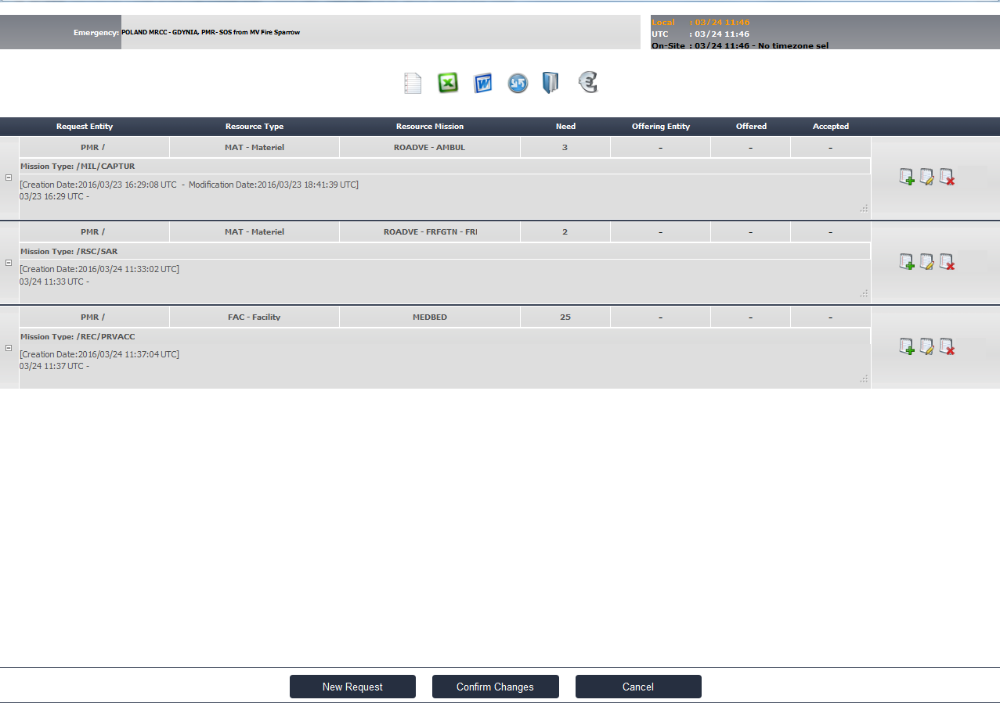 Emergency: POLAND MRCC - GDYNIA, PMR- SOS from MV Fire Sparrow
Local : 03/24 11:46
UTC : 03/24 11:46
On-Site : 03/24 11:46 - No timezone sel
Request Entity Resource Type Resource Mission Need Offering Entity Offered Accepted
PMR / MAT - Materiel ROADVE - AMBUL 3 - - -
Mission Type: /MIL/CAPTUR
[Creation Date:2016/03/23 16:29:08 UTC - Modification Date:2016/03/23 18:41:39 UTC]
03/23 16:29 UTC -
PMR / MAT - Materiel ROADVE - FRFGTN - FRI 2 - - -
Mission Type: /RSC/SAR
[Creation Date:2016/03/24 11:33:02 UTC]
03/24 11:33 UTC -
PMR / FAC - Facility MEDBED 25 - - -
Mission Type: /REC/PRVACC
[Creation Date:2016/03/24 11:37:04 UTC]
03/24 11:37 UTC -
New Request Confirm Changes Cancel